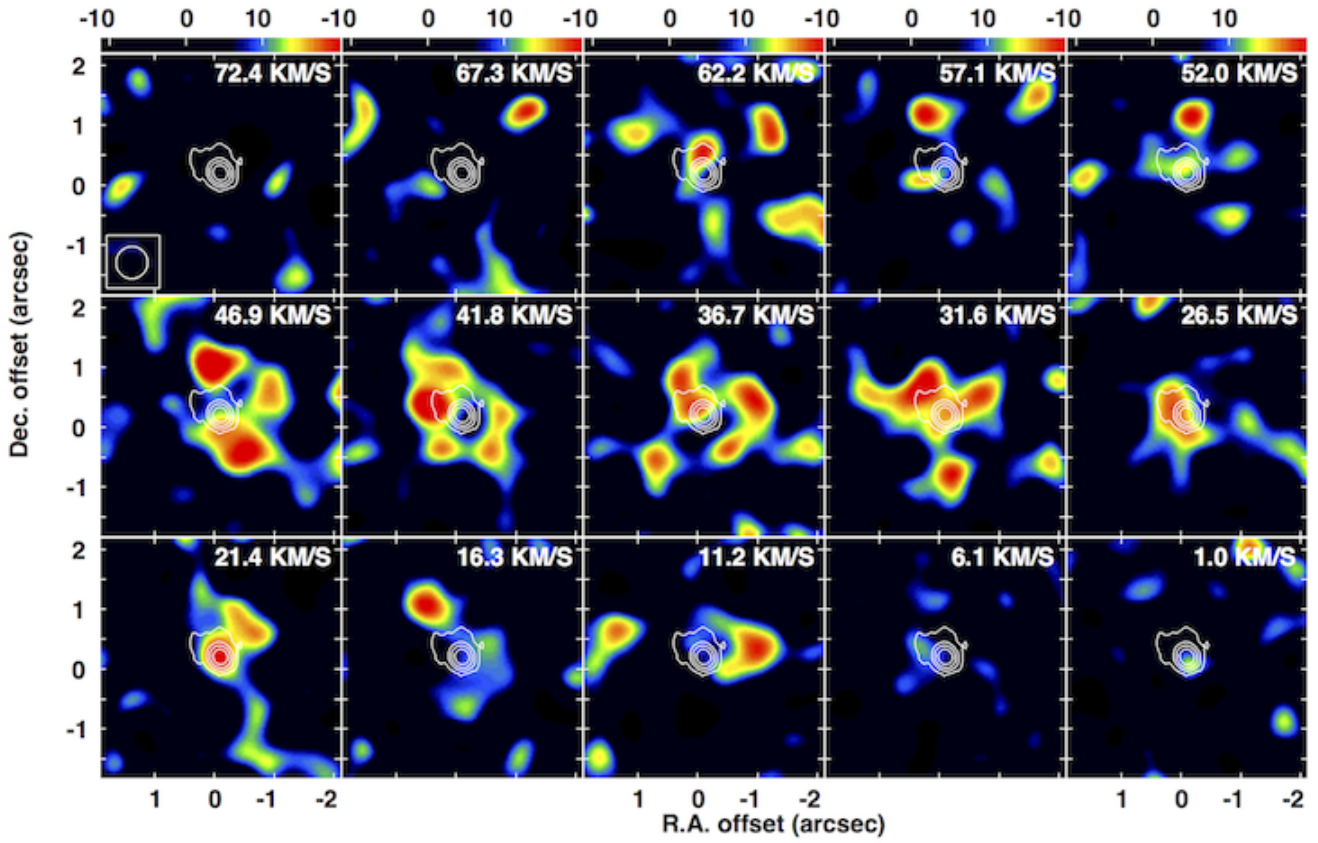 -10 0 10 -10 0 10 -10 0 10 -10 0 10 -10 0 10 -10
2 72.4 KM/S 67.3 KM/S 62.2 KM/S 57.1 KM/S 52.0 KM/S
1
0
-1
2 46.9 KM/S 41.8 KM/S 36.7 KM/S 31.6 KM/S 26.5 KM/S
1
0
-1
Dec. offset (arcsec)
2 21.4 KM/S 16.3 KM/S 11.2 KM/S 6.1 KM/S 1.0 KM/S
1
0
-1
1 0 -1 -2 1 0 -1 -2 1 0 -1 -2
R.A. offset (arcsec)